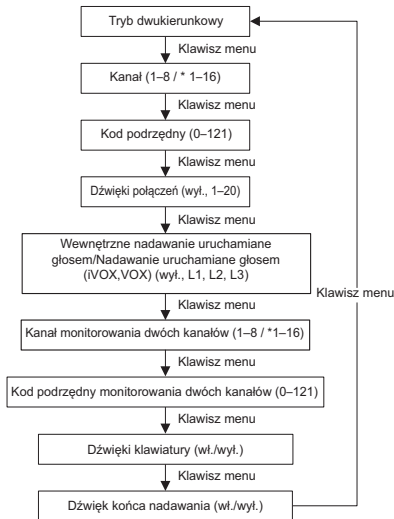 Tryb dwukierunkowy
Klawisz menu
Kanał (1–8 / * 1–16)
Klawisz menu
Kod podrzędny (0–121)
Klawisz menu
Dźwięki połączeń (wył., 1–20)
Klawisz menu
Wewnętrzne nadawanie uruchamiane
głosem/Nadawanie uruchamiane głosem
(iVOX,VOX) (wył., L1, L2, L3)
Klawisz menu
Klawisz menu
Kanał monitorowania dwóch kanałów (1–8 / *1–16)
Klawisz menu
Kod podrzędny monitorowania dwóch kanałów (0–121)
Klawisz menu
Dźwięki klawiatury (wł./wył.)
Klawisz menu
Dźwięk końca nadawania (wł./wył.)